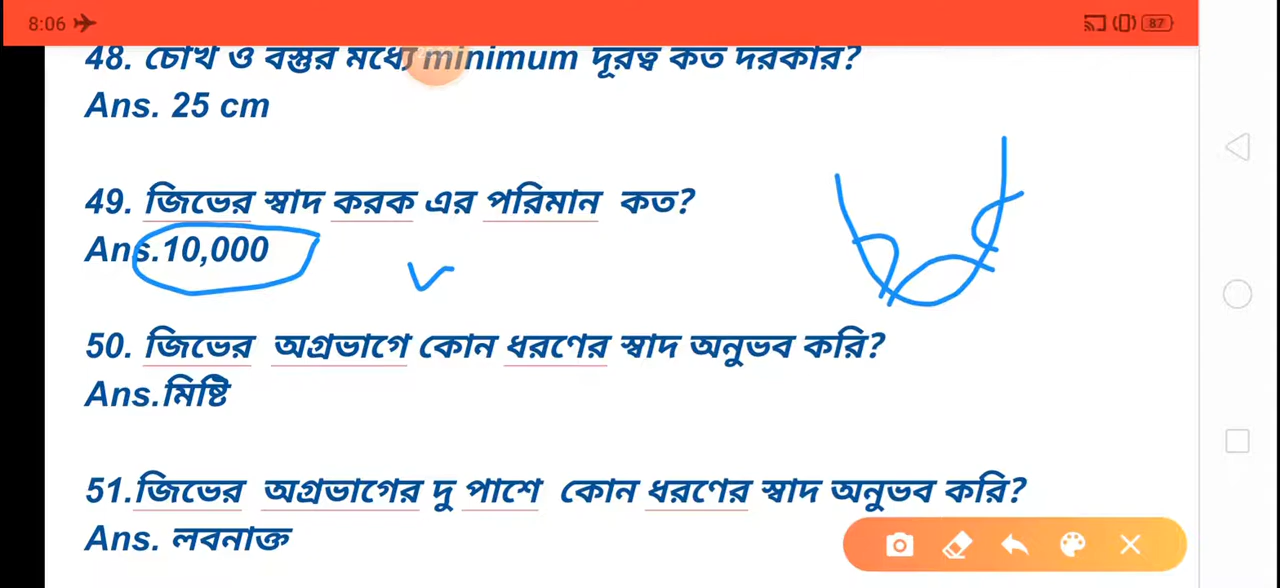 8:06
87
48. চোখ ও বস্তুর মধ্যে minimum দূরত্ব কত দরকার?
Ans. 25 cm
49. জিভের স্বাদ করক এর পরিমান কত?
Ans.10,000
50. জিভের অগ্রভাগে কোন ধরণের স্বাদ অনুভব করি?
Ans.মিষ্টি
51.জিভের অগ্রভাগের দু পাশে কোন ধরণের স্বাদ অনুভব করি?
Ans. লবনাক্ত